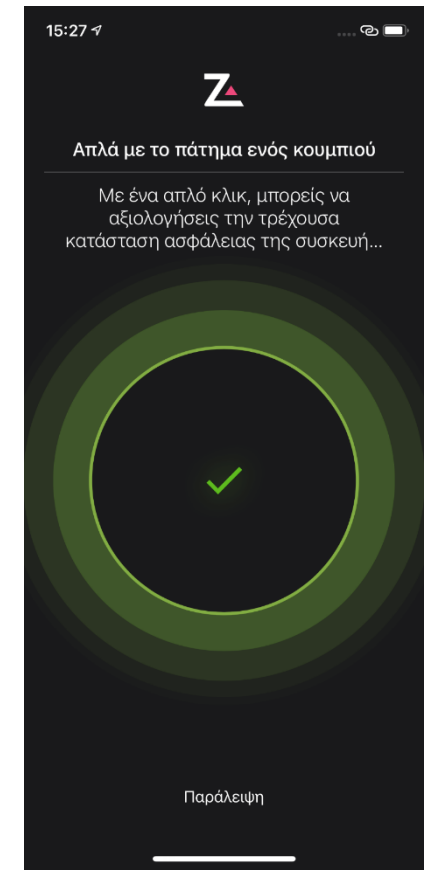 15:27
Απλά με το πάτημα ενός κουμπιού
Με ένα απλό κλικ, μπορείς να
αξιολογήσεις την τρέχουσα
κατάσταση ασφάλειας της συσκευή...
Παράλειψη